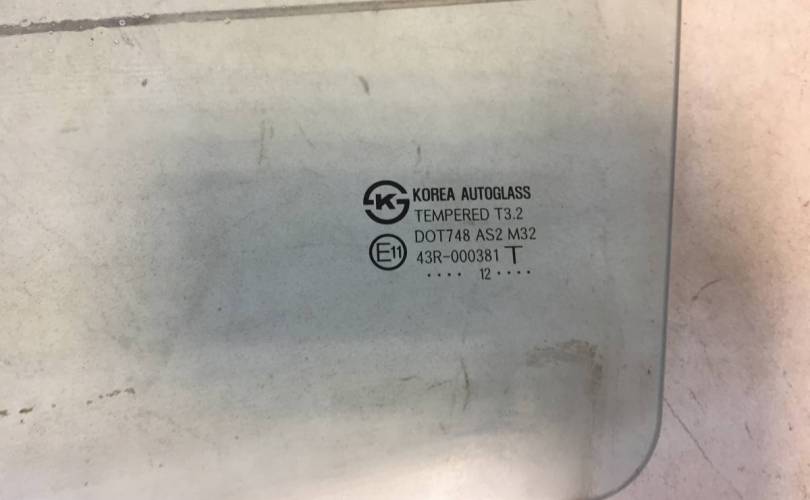 K KOREA AUTOGLASS
TEMPERED T3.2
DOT748 AS2 M32
E11 43R-000381 T
.... 12 ....